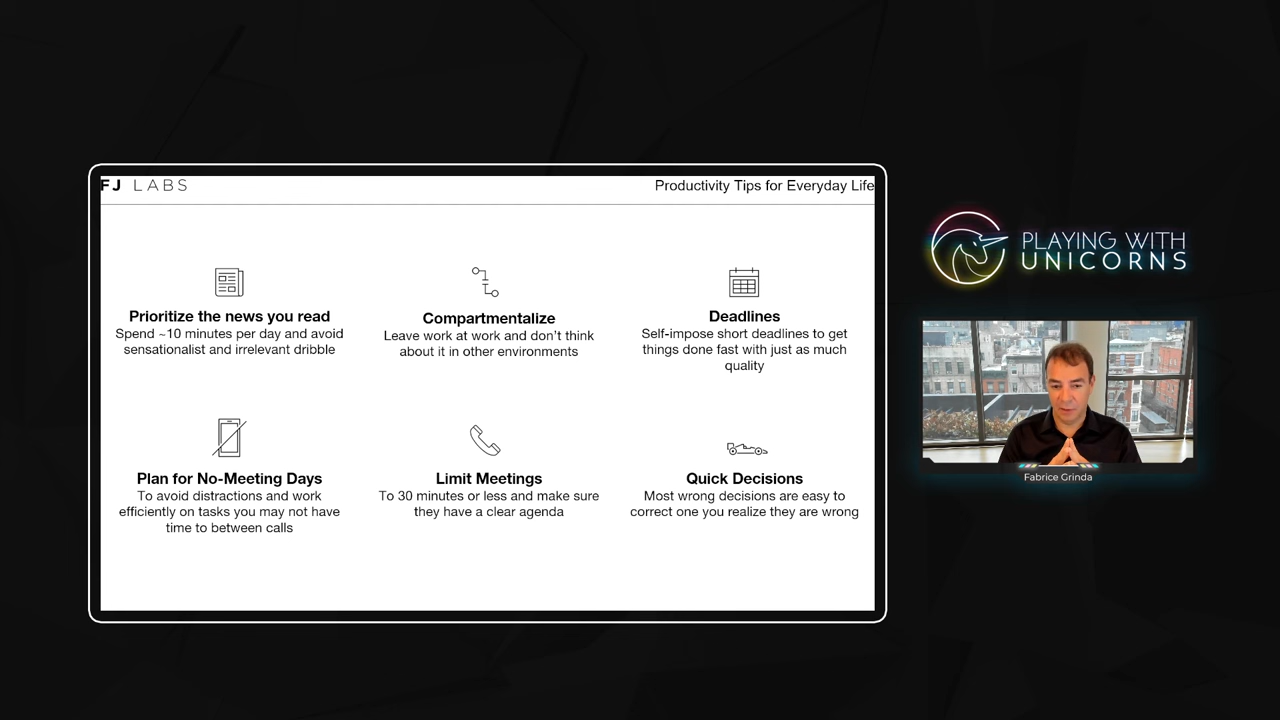 FJ LABS
Productivity Tips for Everyday Life
Prioritize the news you read
Spend ~10 minutes per day and avoid
sensationalist and irrelevant dribble
Compartmentalize
Leave work at work and don't think
about it in other environments
Deadlines
Self-impose short deadlines to get
things done fast with just as much
quality
Plan for No-Meeting Days
To avoid distractions and work
efficiently on tasks you may not have
time to between calls
Limit Meetings
To 30 minutes or less and make sure
they have a clear agenda
Quick Decisions
Most wrong decisions are easy to
correct one you realize they are wrong
PLAYING WITH
UNICORNS
Fabrice Grinda